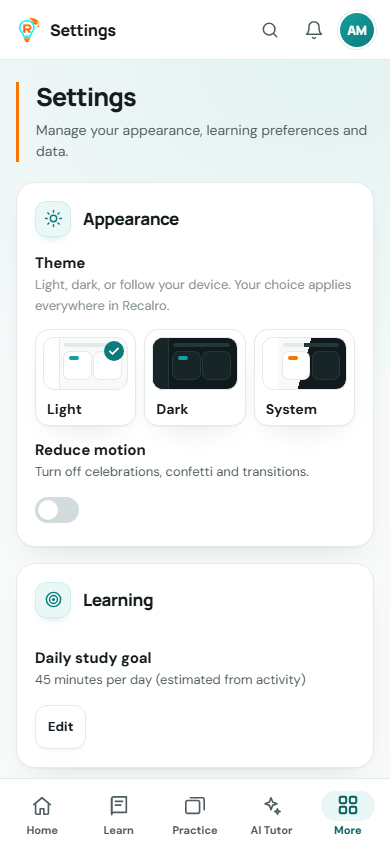 R
Settings
AM
Settings
Manage your appearance, learning preferences and
data.
Appearance
Theme
Light, dark, or follow your device. Your choice applies
everywhere in Recalro.
Light
Dark
System
Reduce motion
Turn off celebrations, confetti and transitions.
Learning
Daily study goal
45 minutes per day (estimated from activity)
Edit
Home
Learn
Practice
AI Tutor
More